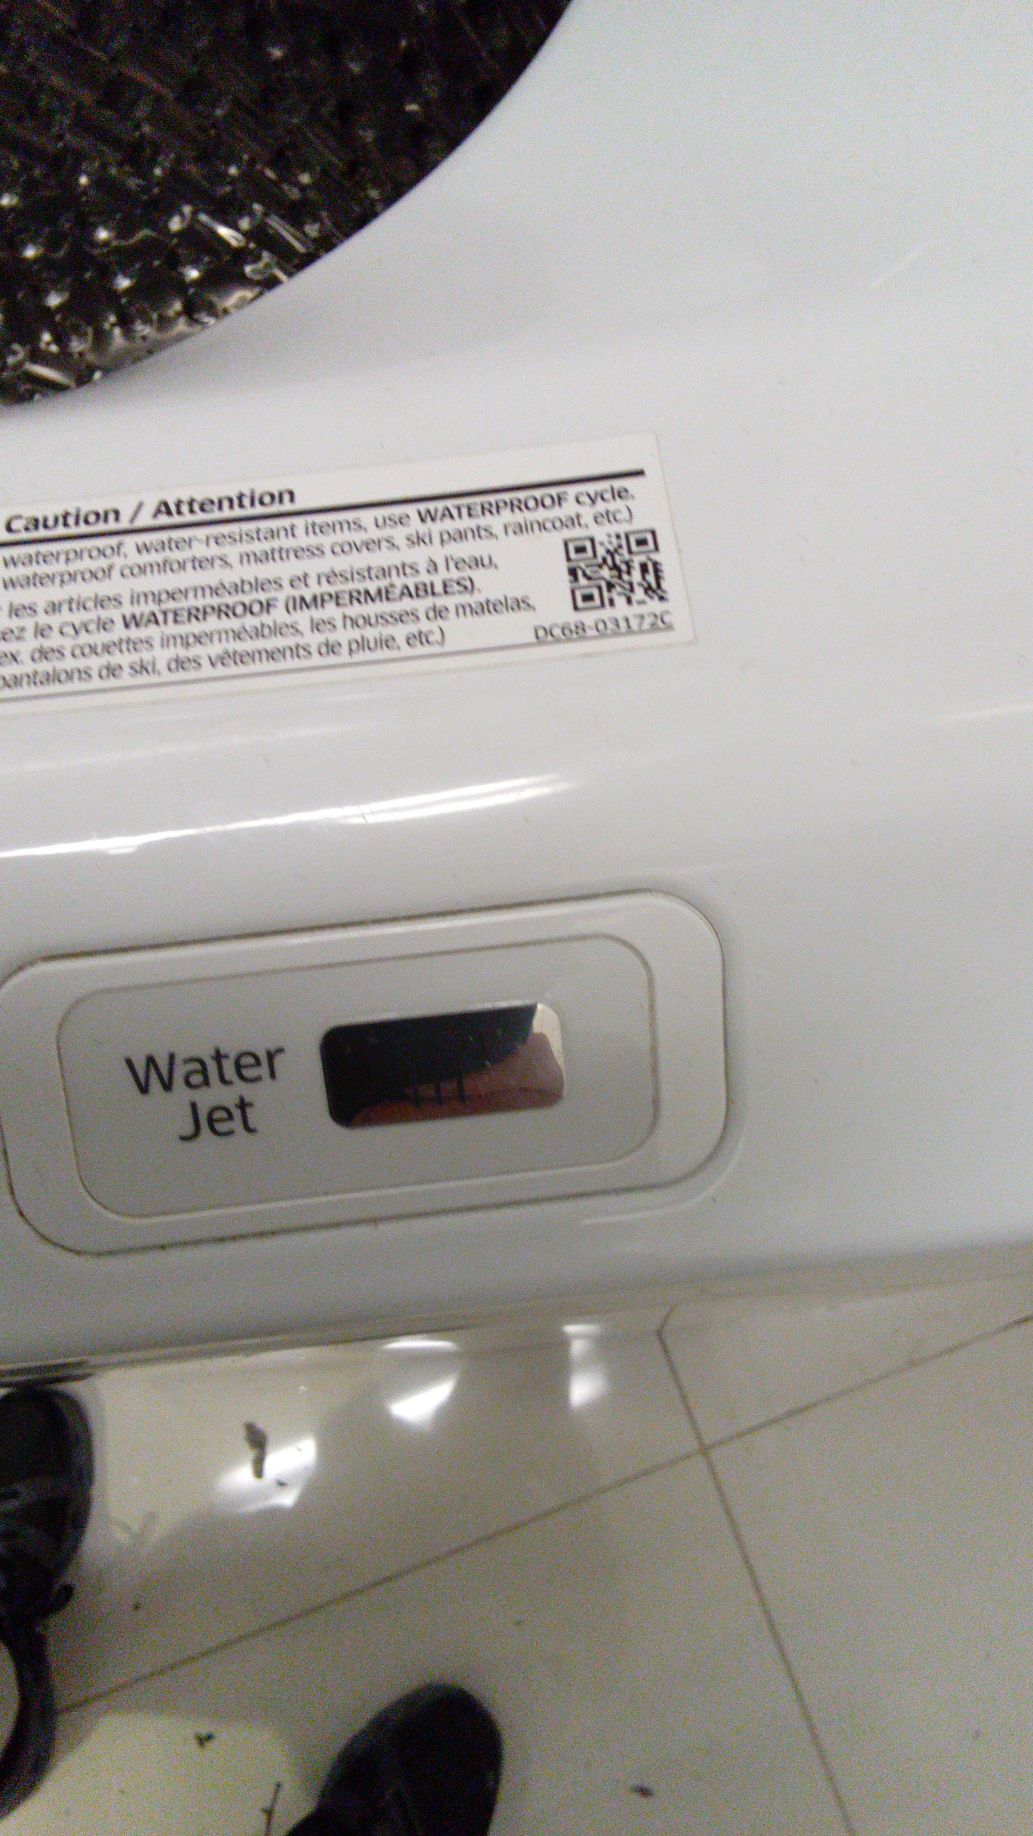 Caution / Attention
waterproof, water-resistant items, use WATERPROOF cycle.
waterproof comforters, mattress covers, ski pants, raincoat, etc.)
les articles imperméables et résistants à l'eau,
ez le cycle WATERPROOF (IMPERMÉABLES).
ex. des couettes imperméables, les housses de matelas,
pantalons de ski, des vêtements de pluie, etc.)
DC68-03172C
Water
Jet